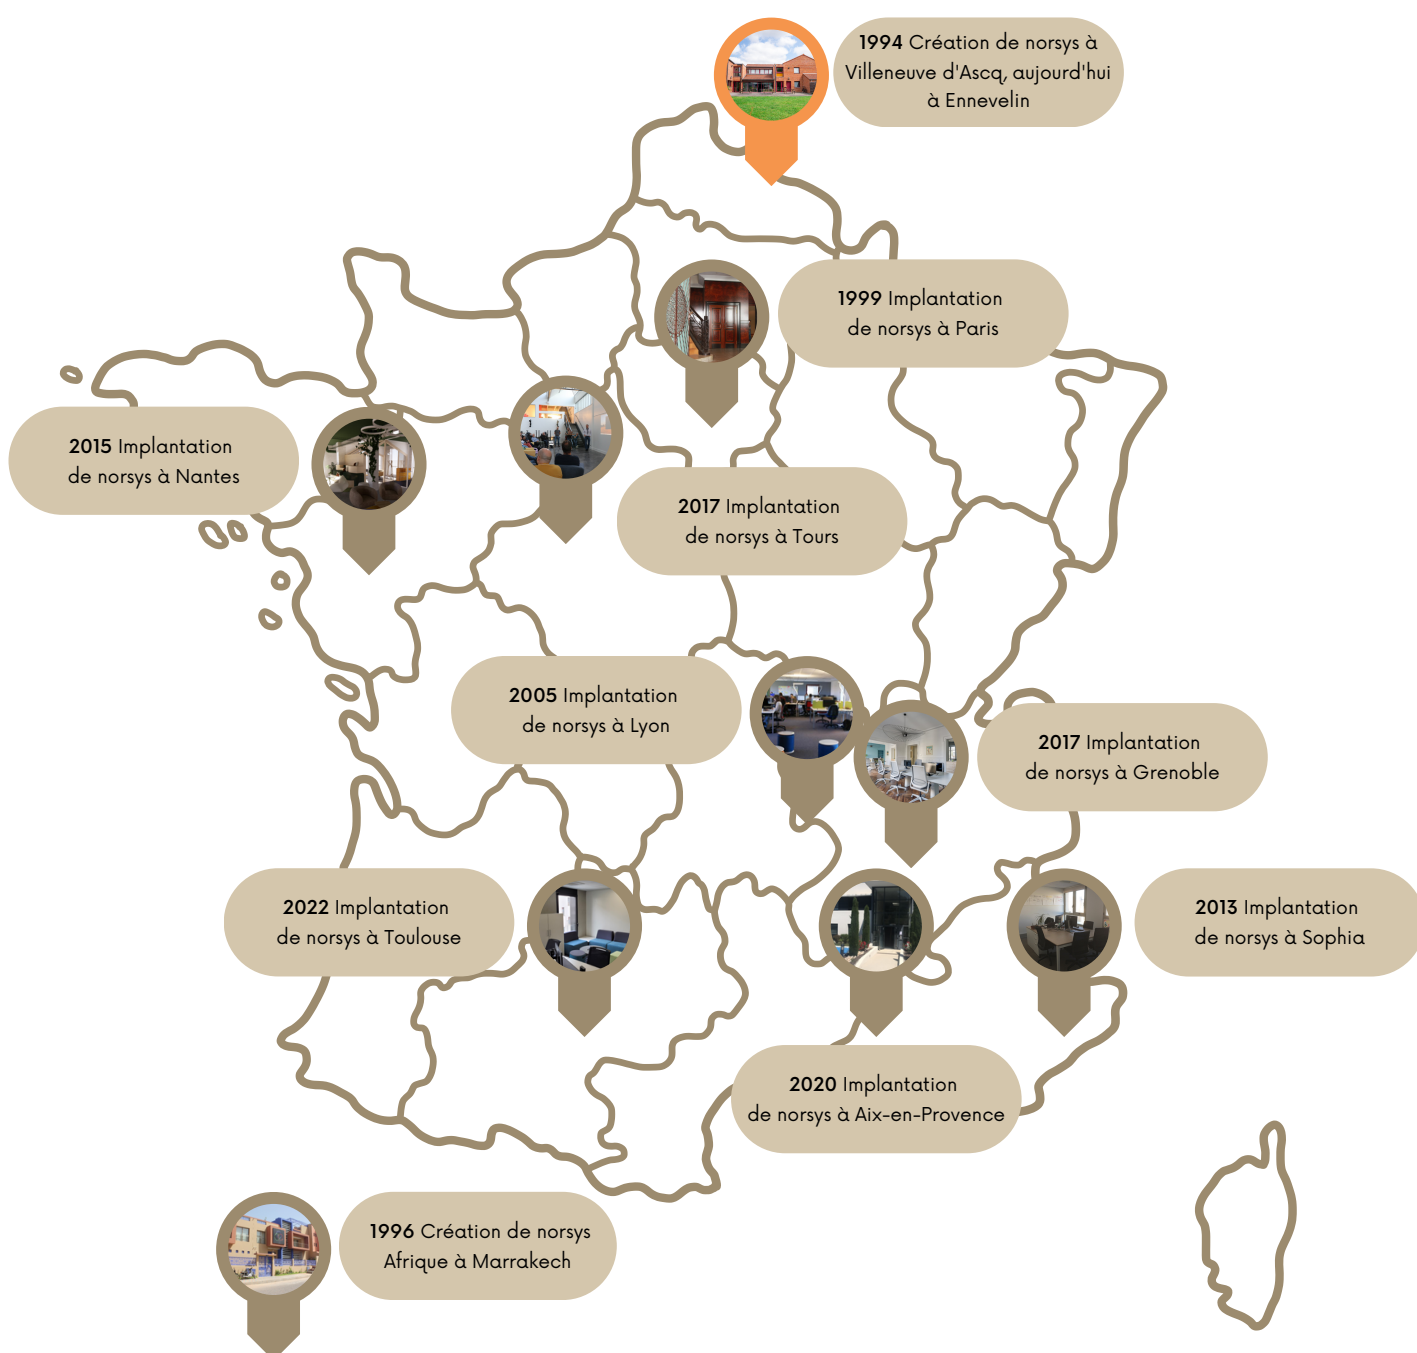 1994 Création de norsys à
Villeneuve d'Ascq, aujourd'hui
à Ennevelin
1999 Implantation
de norsys à Paris
2015 Implantation
de norsys à Nantes
2017 Implantation
de norsys à Tours
2005 Implantation
de norsys à Lyon
2017 Implantation
de norsys à Grenoble
2022 Implantation
de norsys à Toulouse
2013 Implantation
de norsys à Sophia
2020 Implantation
de norsys à Aix-en-Provence
1996 Création de norsys
Afrique à Marrakech